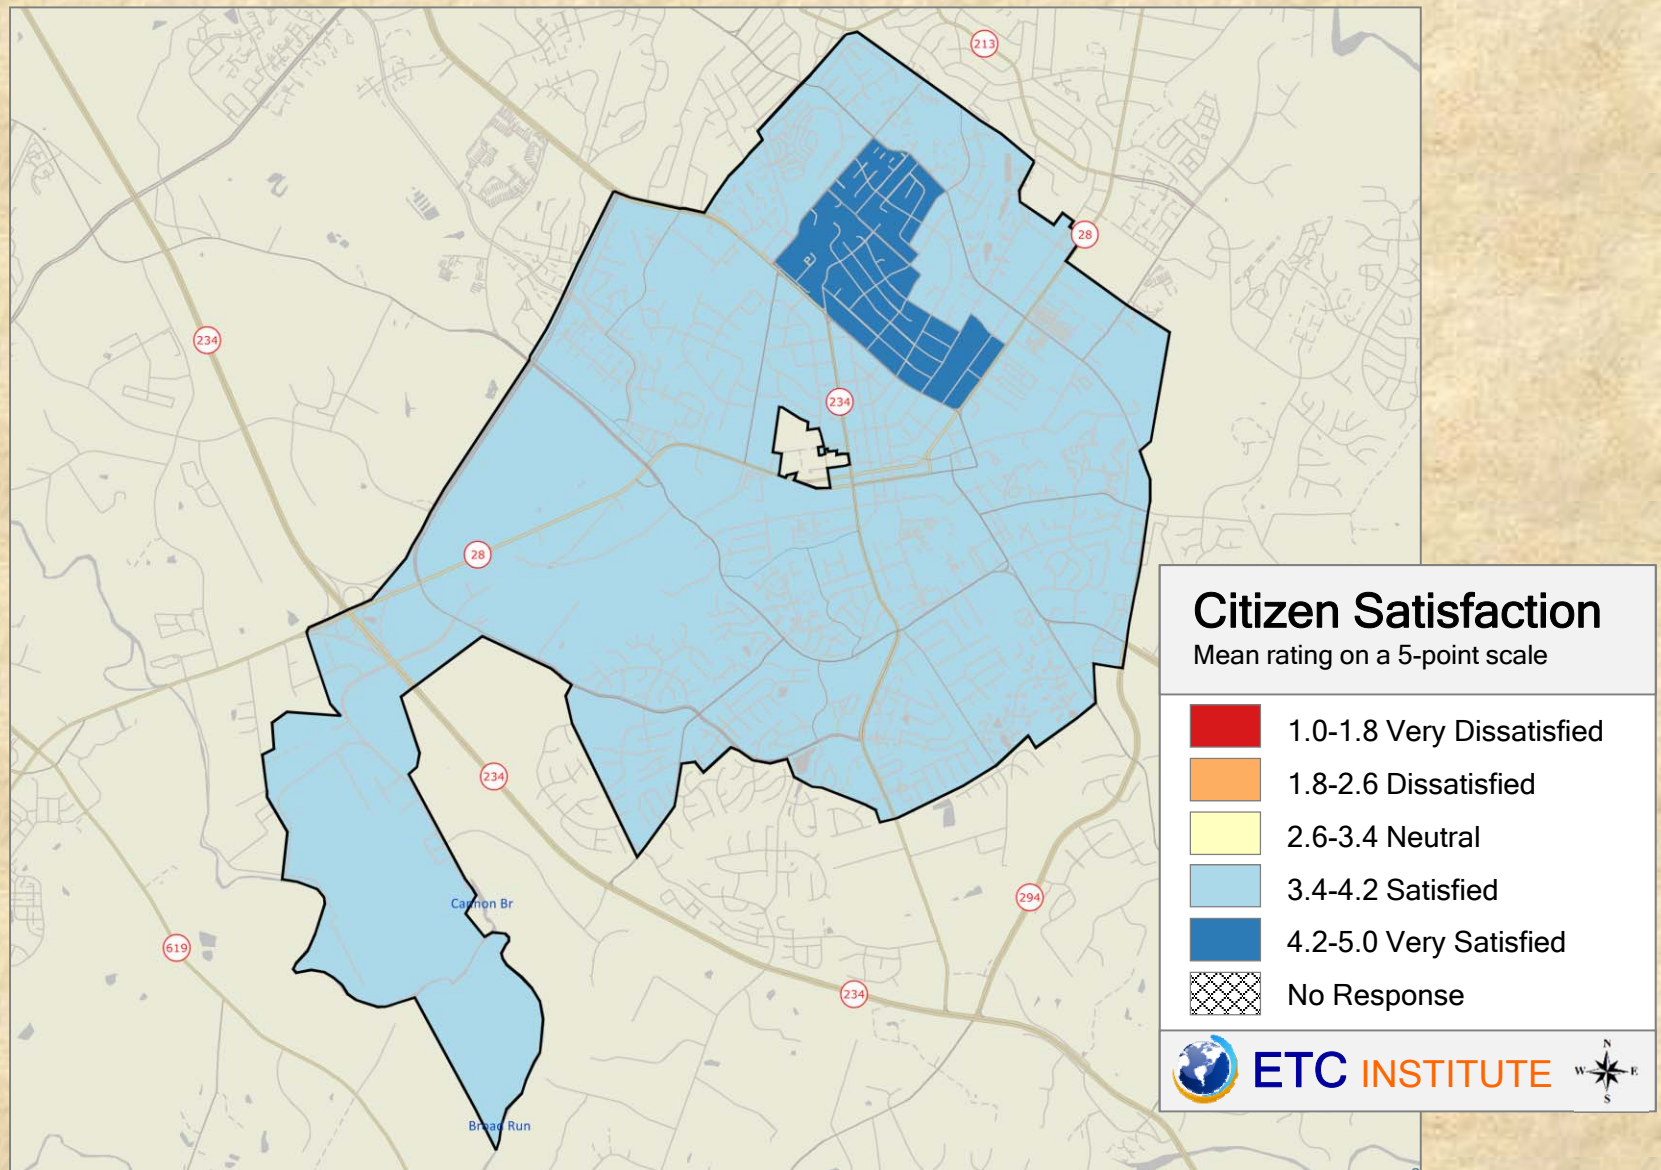 213
28
234
234
28
Citizen Satisfaction
Mean rating on a 5-point scale
1.0-1.8 Very Dissatisfied
1.8-2.6 Dissatisfied
2.6-3.4 Neutral
3.4-4.2 Satisfied
4.2-5.0 Very Satisfied
No Response
ETC INSTITUTE
N
W E
S
234
294
Cannon Br
619
234
Broad Run